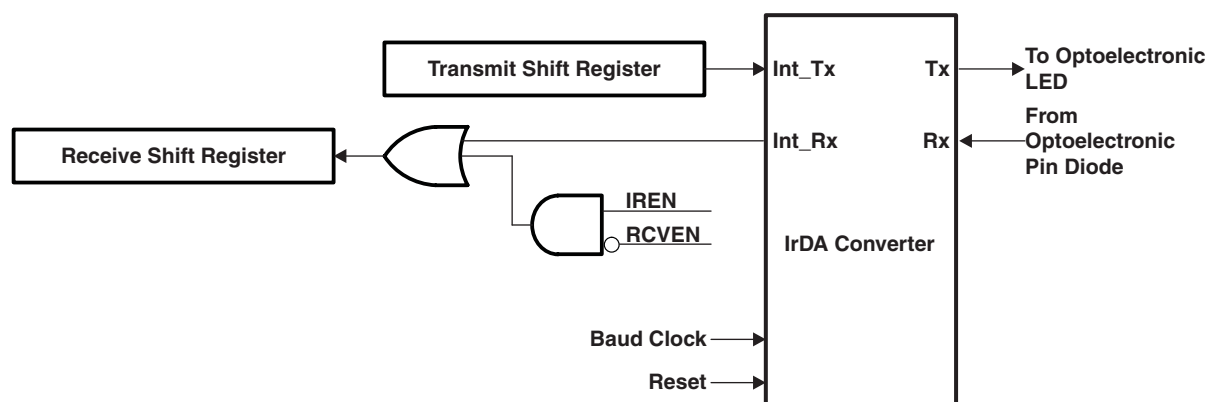 Transmit Shift Register
Int_Tx
Tx
To Optoelectronic
LED
Receive Shift Register
Int_Rx
Rx
From
Optoelectronic
Pin Diode
IREN
RCVEN
IrDA Converter
Baud Clock
Reset